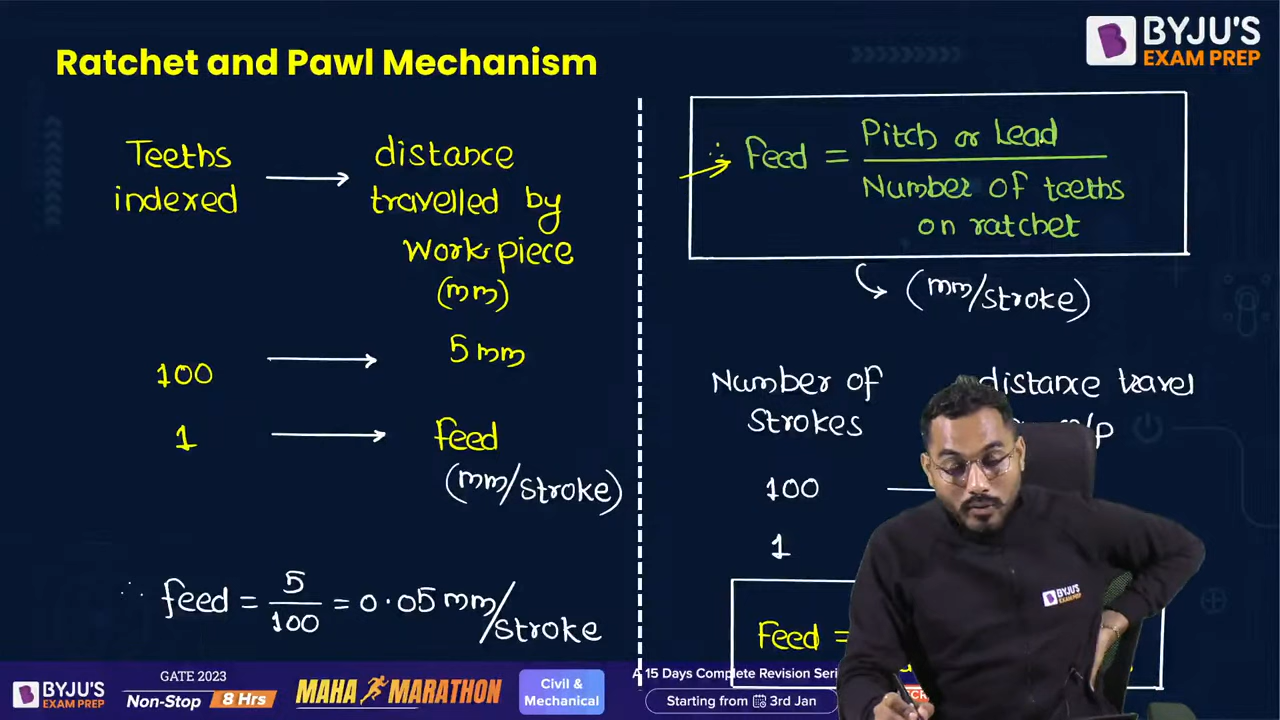 Ratchet and Pawl Mechanism
BYJU'S
EXAM PREP
Teeths
indexed
distance
travelled by
work piece
(mm)
100
5 mm
1
feed
(mm/stroke)
∴ feed = 5/100 = 0.05 mm/stroke
∴ feed = Pitch or Lead
Number of teeths
on ratchet
(mm/stroke)
Number of
strokes
distance travel
100
1
Feed =
BYJU'S
EXAM PREP
BYJU'S
EXAM PREP
GATE 2023
Non-Stop 8 Hrs
MAHA MARATHON
Civil &
Mechanical
A 15 Days Complete Revision Seri
Starting from 3rd Jan